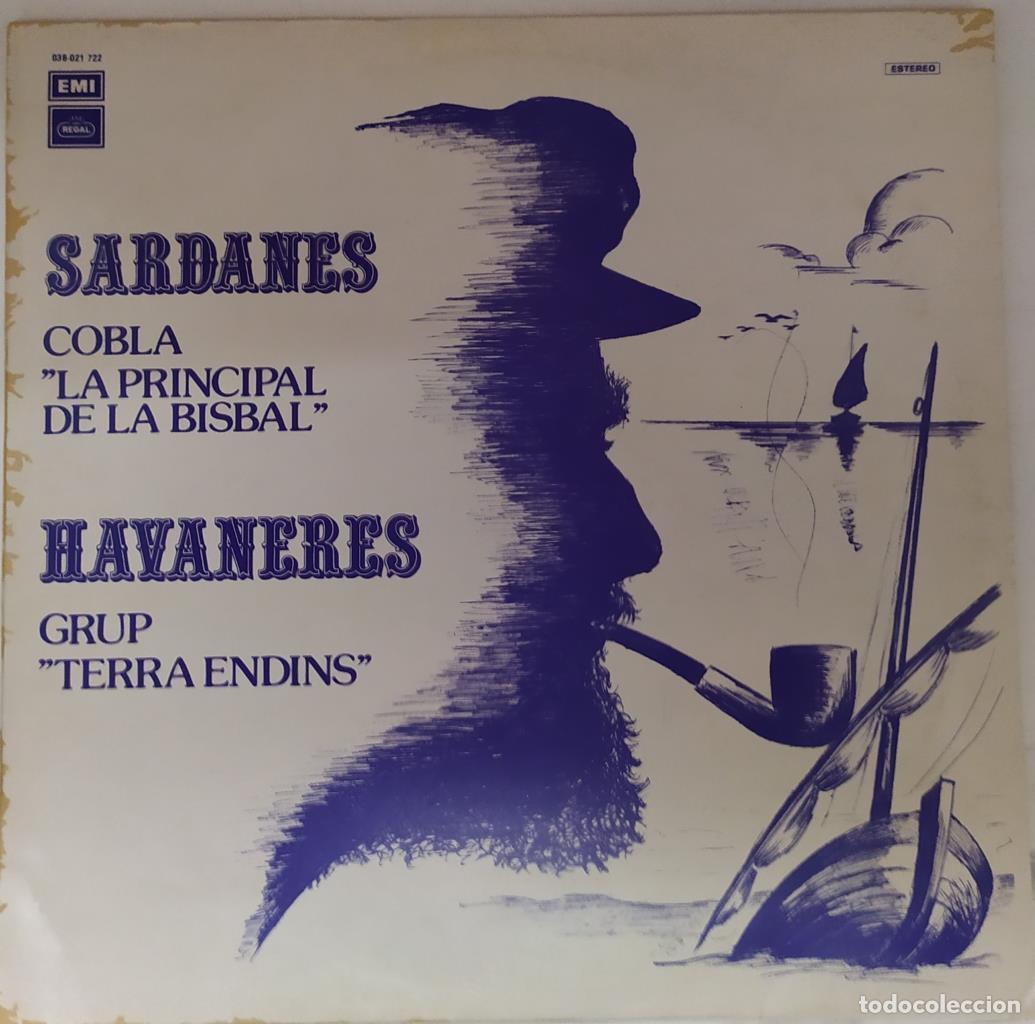 038-021 722
EMI
REGAL
ESTEREO
SARDANES
COBLA
"LA PRINCIPAL
DE LA BISBAL"
HAVANERES
GRUP
"TERRA ENDINS"
todocoleccion